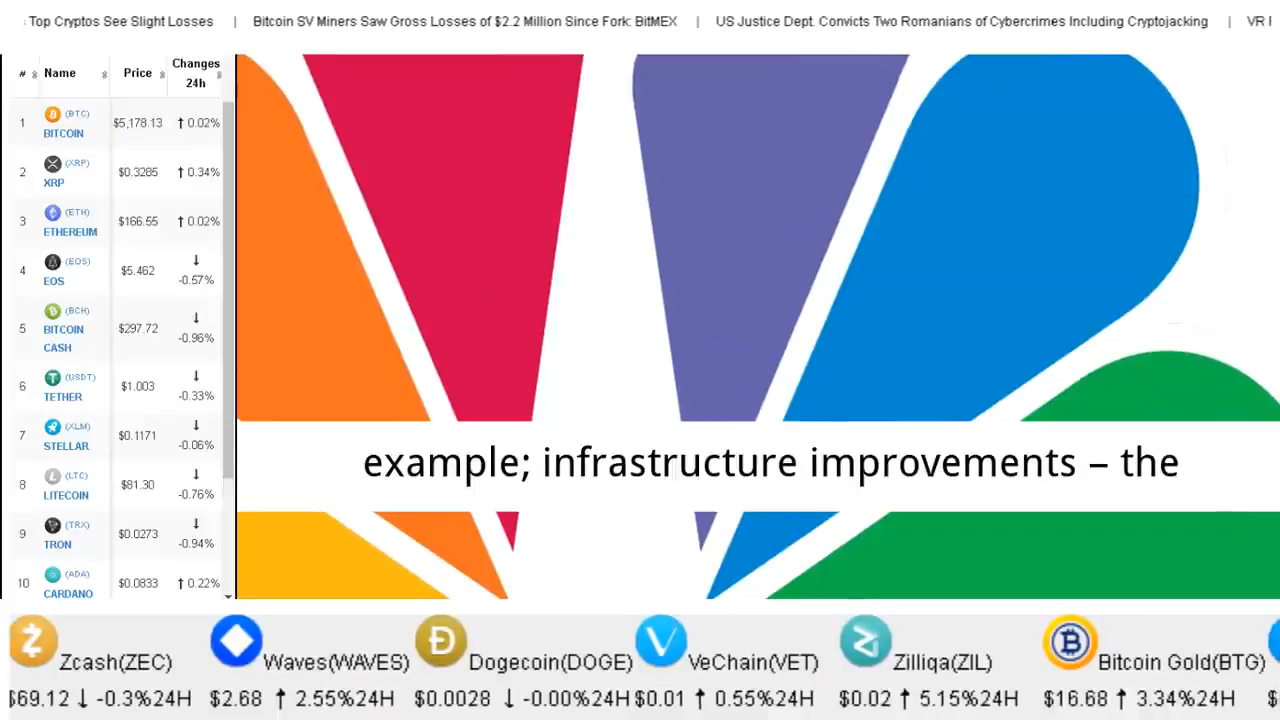 : Top Cryptos See Slight Losses | Bitcoin SV Miners Saw Gross Losses of $2.2 Million Since Fork: BitMEX | US Justice Dept. Convicts Two Romanians of Cybercrimes Including Cryptojacking | VR
# Name Price Changes 24h
1 (BTC) BITCOIN $5,178.13 ↑ 0.02%
2 (XRP) XRP $0.3285 ↑ 0.34%
3 (ETH) ETHEREUM $166.55 ↑ 0.02%
4 (EOS) EOS $5.462 ↓ -0.57%
5 (BCH) BITCOIN CASH $297.72 ↓ -0.96%
6 (USDT) TETHER $1.003 ↓ -0.33%
7 (XLM) STELLAR $0.1171 ↓ -0.06%
8 (LTC) LITECOIN $81.30 ↓ -0.76%
9 (TRX) TRON $0.0273 ↓ -0.94%
10 (ADA) CARDANO $0.0833 ↑ 0.22%
example; infrastructure improvements – the
Zcash(ZEC) Waves(WAVES) Dogecoin(DOGE) VeChain(VET) Zilliqa(ZIL) Bitcoin Gold(BTG)
$69.12 ↓ -0.3%24H $2.68 ↑ 2.55%24H $0.0028 ↓ -0.00%24H $0.01 ↑ 0.55%24H $0.02 ↑ 5.15%24H $16.68 ↑ 3.34%24H